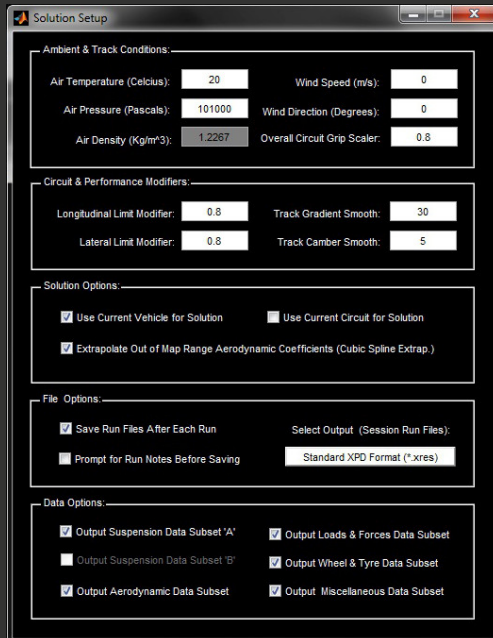 Solution Setup
Ambient & Track Conditions:
Air Temperature (Celcius): 20 Wind Speed (m/s): 0
Air Pressure (Pascals): 101000 Wind Direction (Degrees): 0
Air Density (Kg/m^3): 1.2267 Overall Circuit Grip Scaler: 0.8
Circuit & Performance Modifiers:
Longitudinal Limit Modifier: 0.8 Track Gradient Smooth: 30
Lateral Limit Modifier: 0.8 Track Camber Smooth: 5
Solution Options:
Use Current Vehicle for Solution Use Current Circuit for Solution
Extrapolate Out of Map Range Aerodynamic Coefficients (Cubic Spline Extrap.)
File Options:
Save Run Files After Each Run Select Output (Session Run Files):
Prompt for Run Notes Before Saving Standard XPD Format (*.xres)
Data Options:
Output Suspension Data Subset 'A' Output Loads & Forces Data Subset
Output Suspension Data Subset 'B' Output Wheel & Tyre Data Subset
Output Aerodynamic Data Subset Output Miscellaneous Data Subset